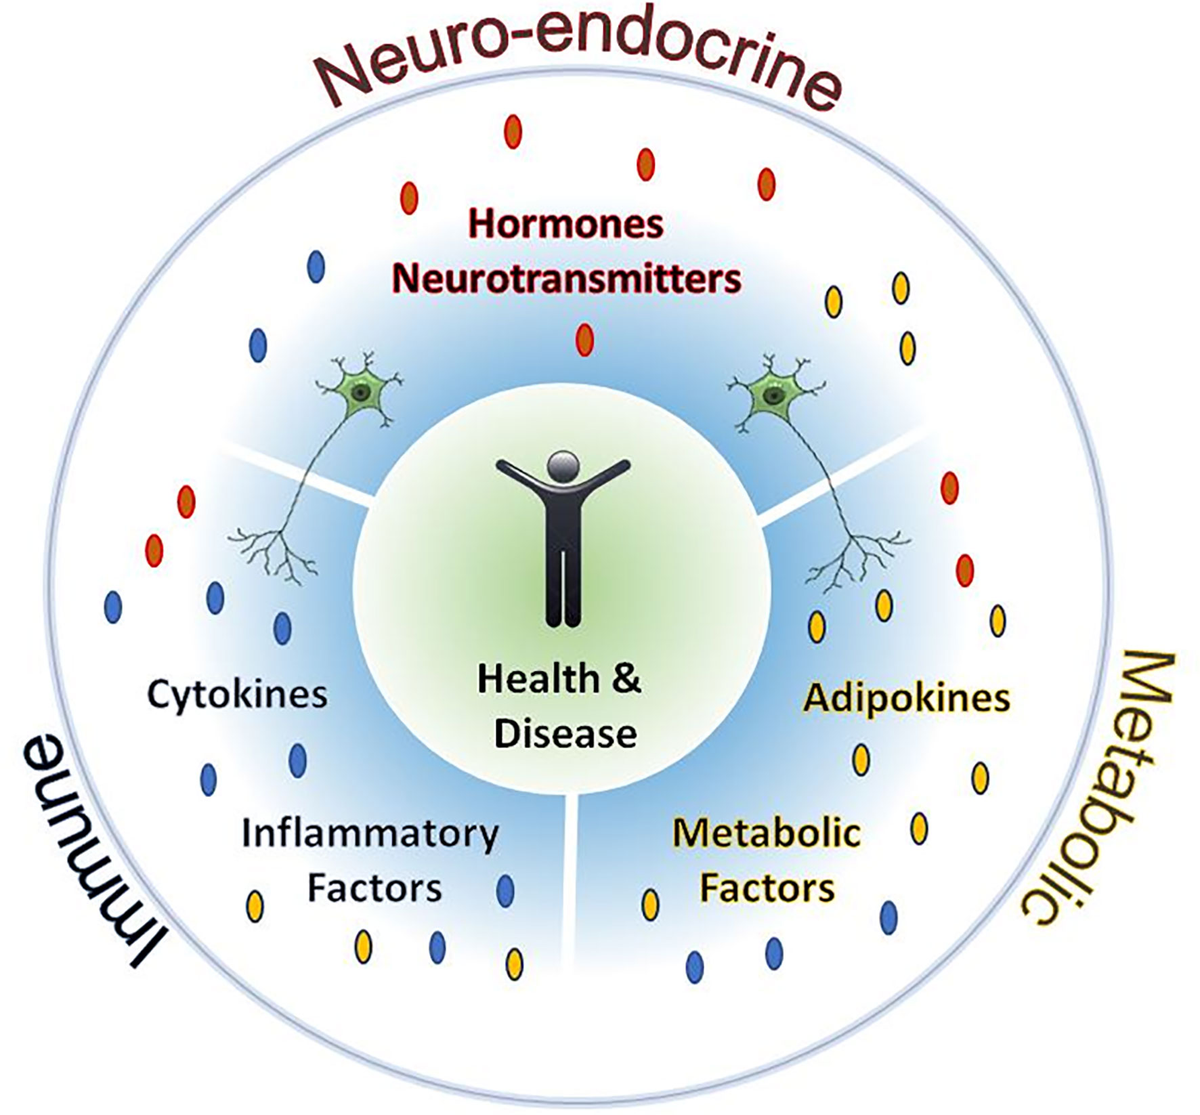 Neuro-endocrine
Hormones
Neurotransmitters
Health &
Disease
Cytokines
Adipokines
Inflammatory
Factors
Metabolic
Factors
Immune
Metabolic